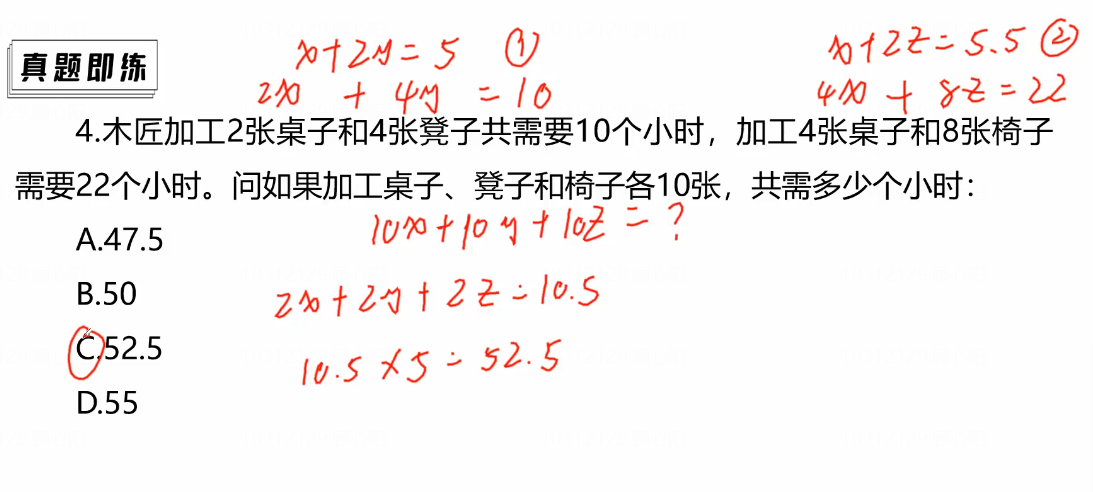 x+2y=5 ① x+2z=5.5 ②
真题即练
2x + 4y = 10 4x + 8z = 22
4.木匠加工2张桌子和4张凳子共需要10个小时，加工4张桌子和8张椅子
需要22个小时。问如果加工桌子、凳子和椅子各10张，共需多少个小时：
10x+10y+10z=?
A.47.5
B.50
2x+2y+2z=10.5
C.52.5
10.5×5=52.5
D.55